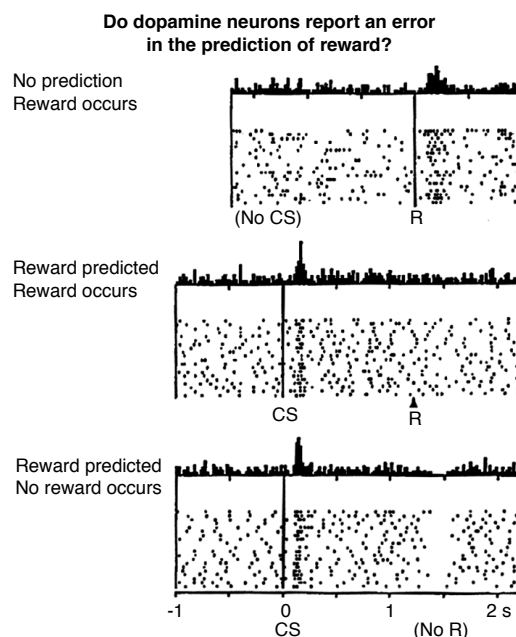 Do dopamine neurons report an error
in the prediction of reward?
No prediction
Reward occurs
(No CS) R
Reward predicted
Reward occurs
CS R
Reward predicted
No reward occurs
-1 0 1 2 s
CS (No R)